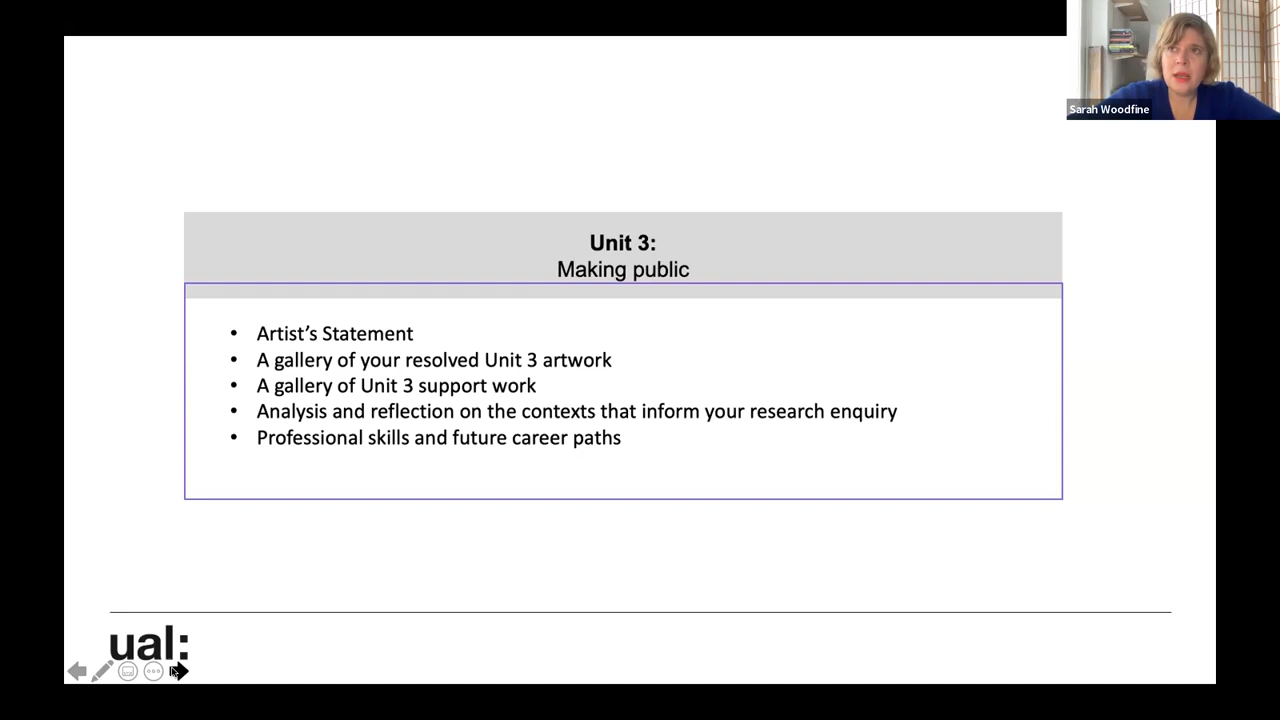 Sarah Woodfine
Unit 3:
Making public
• Artist’s Statement
• A gallery of your resolved Unit 3 artwork
• A gallery of Unit 3 support work
• Analysis and reflection on the contexts that inform your research enquiry
• Professional skills and future career paths
ual: